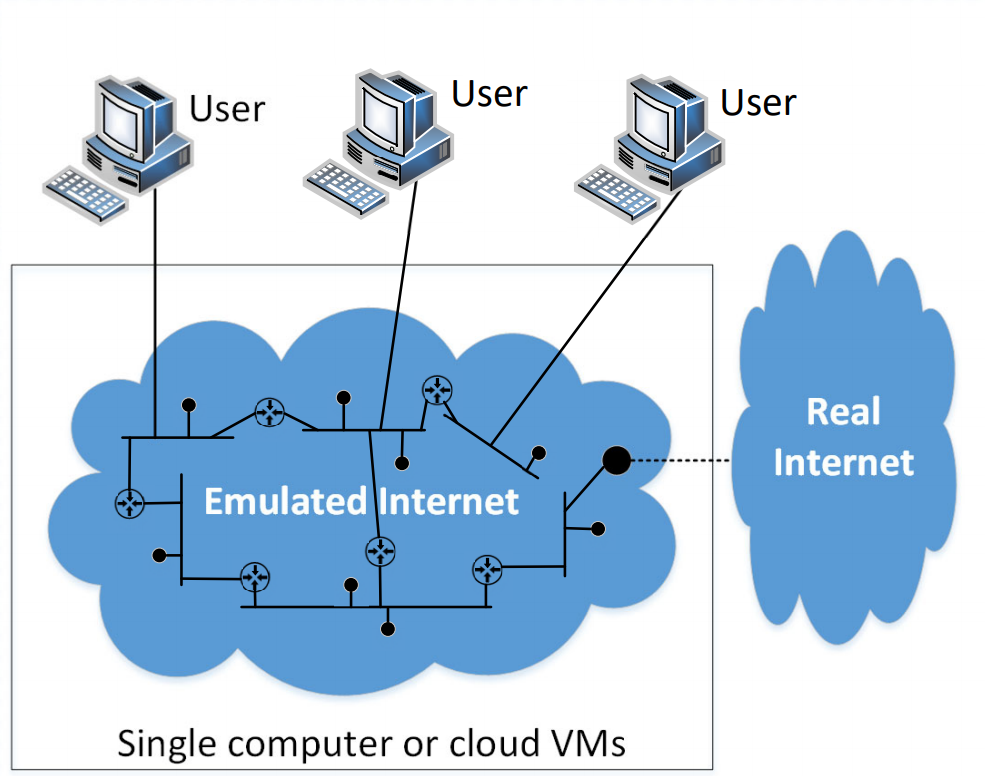 User
User
User
Real
Internet
Emulated Internet
Single computer or cloud VMs